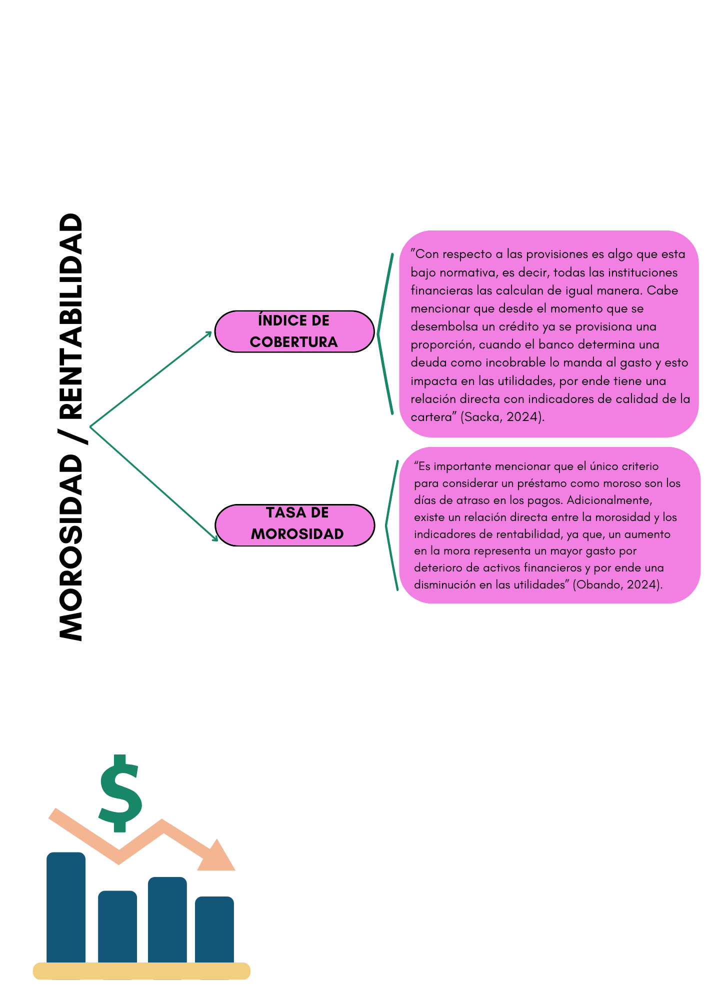 MOROSIDAD / RENTABILIDAD
ÍNDICE DE
COBERTURA
"Con respecto a las provisiones es algo que esta
bajo normativa, es decir, todas las instituciones
financieras las calculan de igual manera. Cabe
mencionar que desde el momento que se
desembolsa un crédito ya se provisiona una
proporción, cuando el banco determina una
deuda como incobrable lo manda al gasto y esto
impacta en las utilidades, por ende tiene una
relación directa con indicadores de calidad de la
cartera” (Sacka, 2024).
TASA DE
MOROSIDAD
“Es importante mencionar que el único criterio
para considerar un préstamo como moroso son los
días de atraso en los pagos. Adicionalmente,
existe un relación directa entre la morosidad y los
indicadores de rentabilidad, ya que, un aumento
en la mora representa un mayor gasto por
deterioro de activos financieros y por ende una
disminución en las utilidades” (Obando, 2024).
$